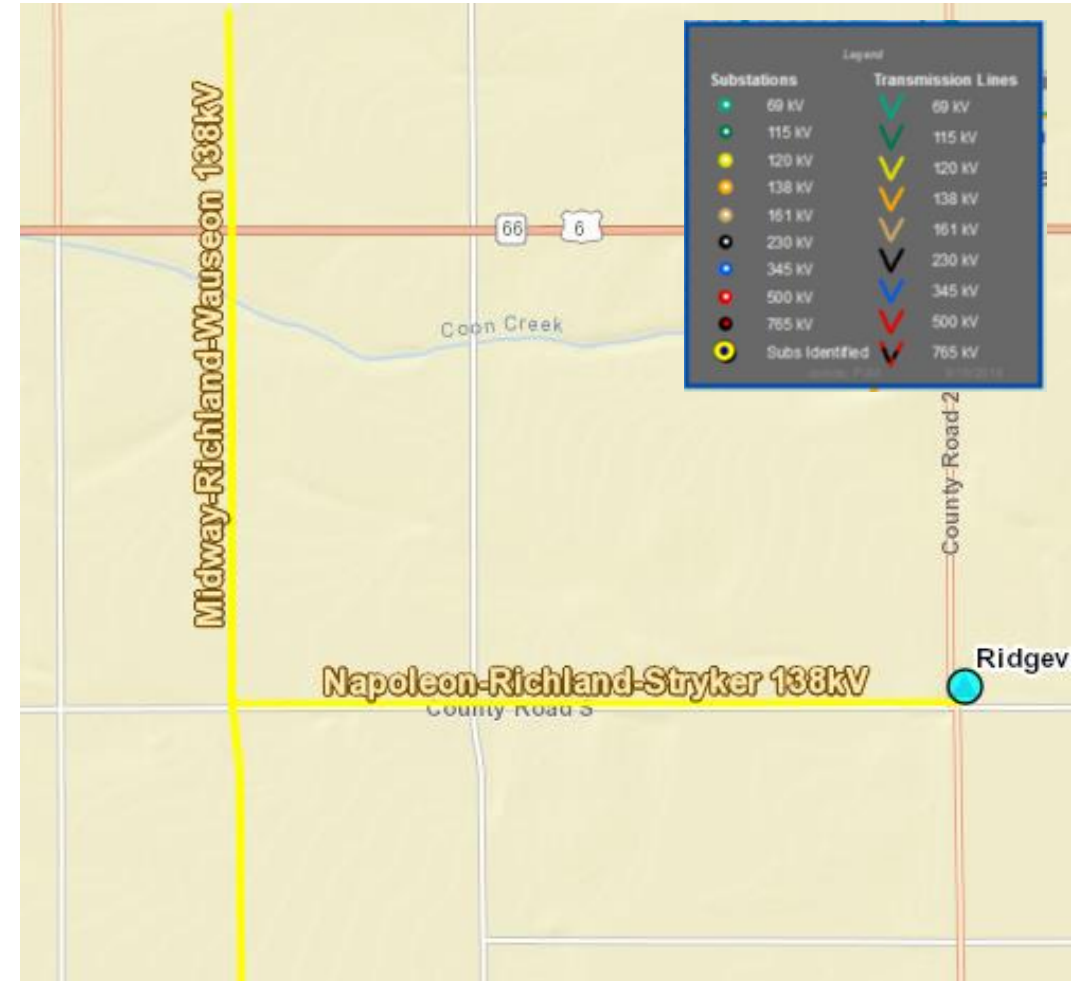 Midway-Richland-Wauseon 138kV
66
6
Coon Creek
Legend
Substations
69 kV
115 kV
120 kV
138 kV
161 kV
230 kV
345 kV
500 kV
765 kV
Subs Identified
Transmission Lines
69 kV
115 kV
120 kV
138 kV
161 kV
230 kV
345 kV
500 kV
765 kV
County Road 2
Ridgev
Napoleon-Richland-Stryker 138kV
County Road S